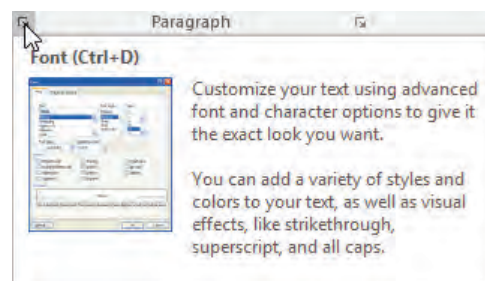 Paragraph
Font (Ctrl+D)
Customize your text using advanced
font and character options to give it
the exact look you want.
You can add a variety of styles and
colors to your text, as well as visual
effects, like strikethrough,
superscript, and all caps.